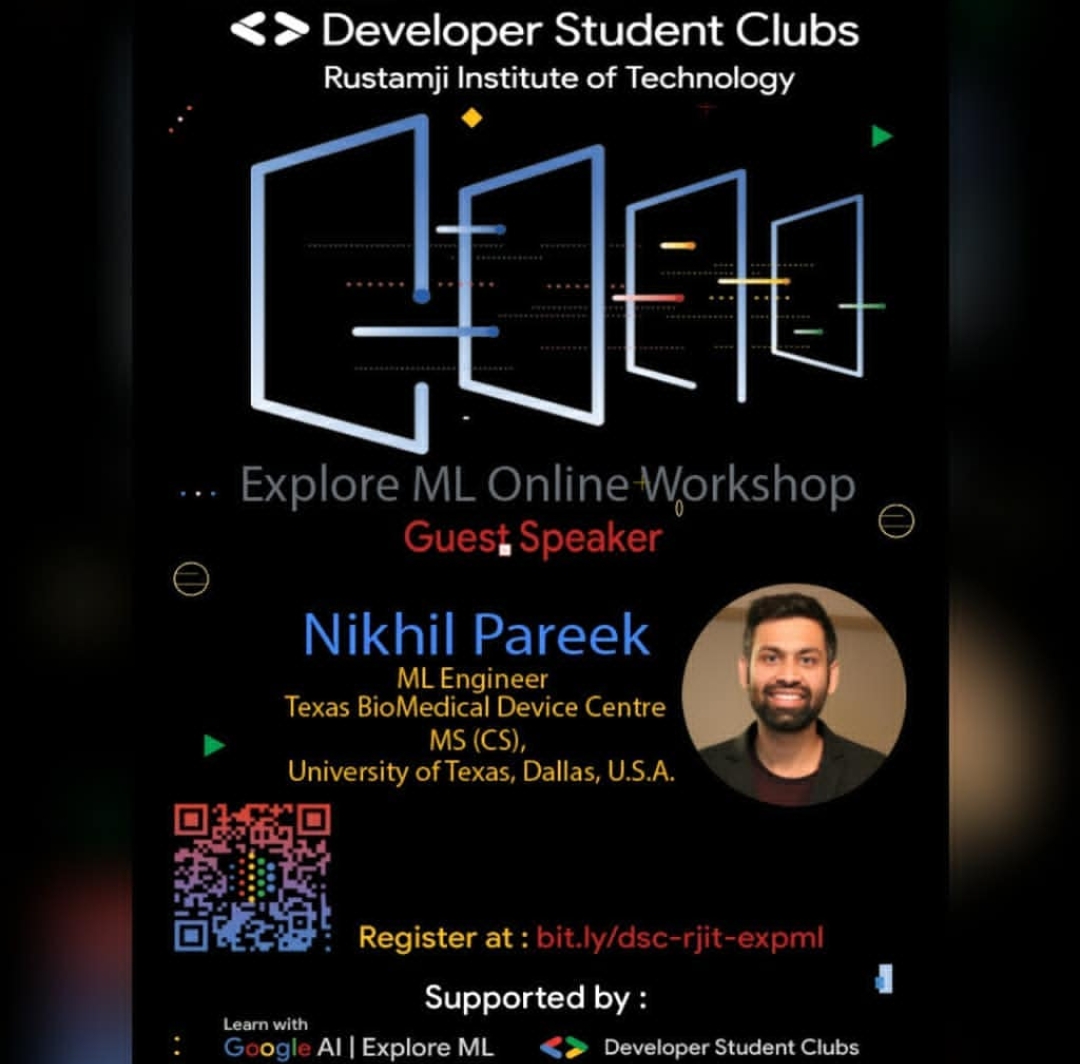 Developer Student Clubs
Rustamji Institute of Technology
Explore ML Online Workshop
Guest Speaker
Nikhil Pareek
ML Engineer
Texas BioMedical Device Centre
MS (CS),
University of Texas, Dallas, U.S.A.
Register at : bit.ly/dsc-rjit-expml
Supported by :
Learn with
Google AI | Explore ML
Developer Student Clubs